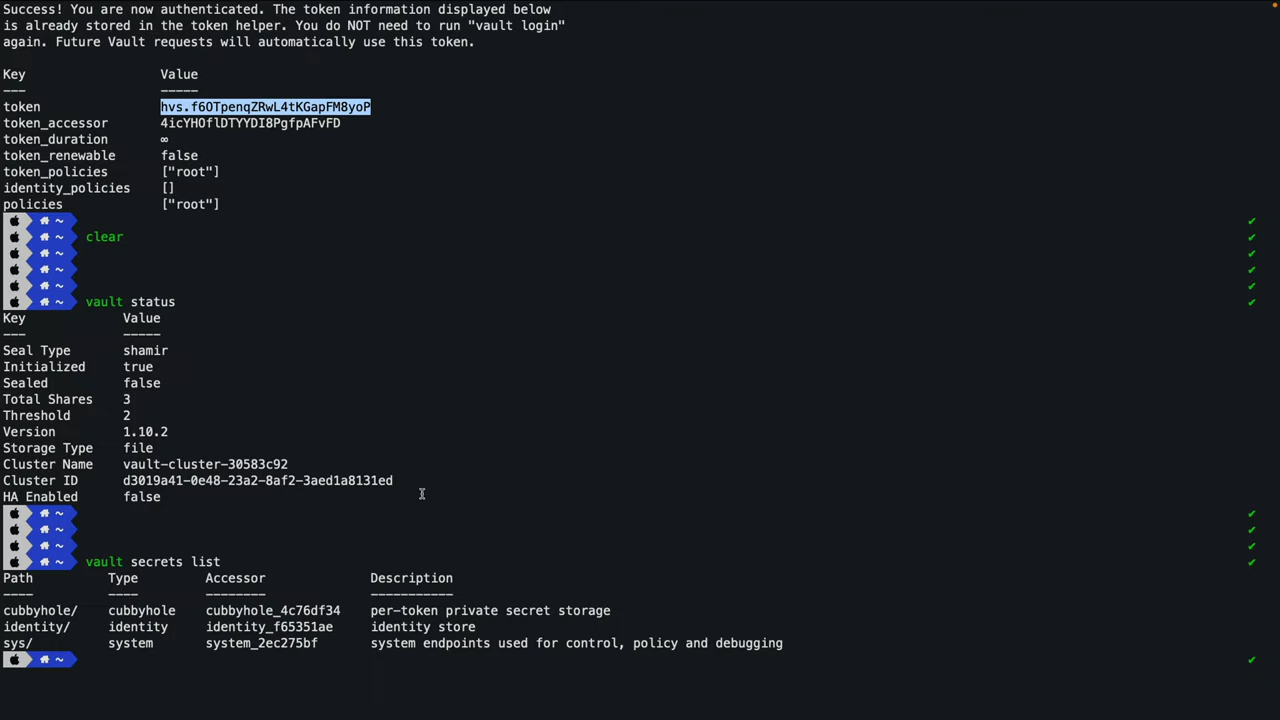 Success! You are now authenticated. The token information displayed below
is already stored in the token helper. You do NOT need to run "vault login"
again. Future Vault requests will automatically use this token.
Key Value
--- -----
token hvs.f6OTpenqZRwL4tKGapFM8yoP
token_accessor 4icYHOflDTYYDI8PgfpAFvFD
token_duration ∞
token_renewable false
token_policies ["root"]
identity_policies []
policies ["root"]
~
~ clear
~
~
~
~ vault status
Key Value
--- -----
Seal Type shamir
Initialized true
Sealed false
Total Shares 3
Threshold 2
Version 1.10.2
Storage Type file
Cluster Name vault-cluster-30583c92
Cluster ID d3019a41-0e48-23a2-8af2-3aed1a8131ed
HA Enabled false
~
~
~
~ vault secrets list
Path Type Accessor Description
---- ---- -------- -----------
cubbyhole/ cubbyhole cubbyhole_4c76df34 per-token private secret storage
identity/ identity identity_f65351ae identity store
sys/ system system_2ec275bf system endpoints used for control, policy and debugging
~